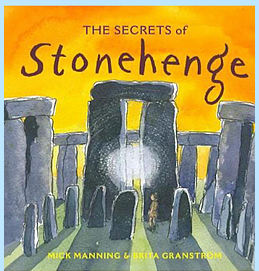 THE SECRETS of
Stonehenge
MICK MANNING & BRITA GRANSTRÖM